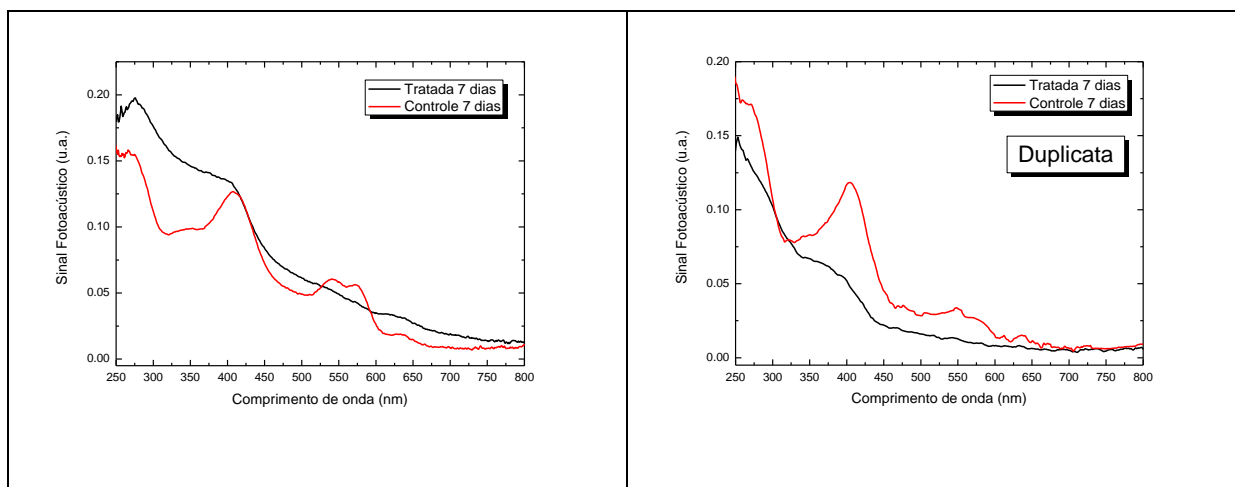 Tratada 7 dias
Controle 7 dias
0.20
0.15
0.10
0.05
0.00
Sinal Fotoacústico (u.a.)
250 300 350 400 450 500 550 600 650 700 750 800
Comprimento de onda (nm)
Tratada 7 dias
Controle 7 dias
Duplicata
0.20
0.15
0.10
0.05
0.00
Sinal Fotoacústico (u.a.)
250 300 350 400 450 500 550 600 650 700 750 800
Comprimento de onda (nm)